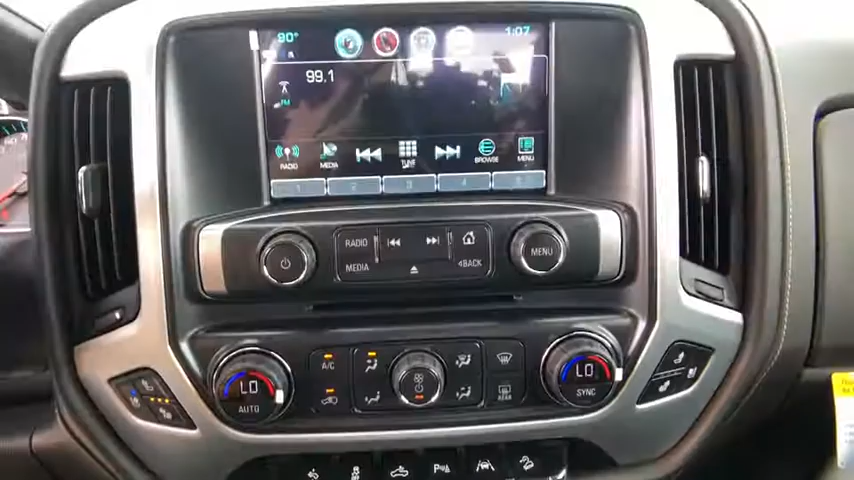 90°
1:07
99.1
FM
RADIO
MEDIA
TUNE
BROWSE
MENU
1 2 3 4 5
RADIO
MEDIA
BACK
MENU
LO
AUTO
A/C
REAR
LO
SYNC